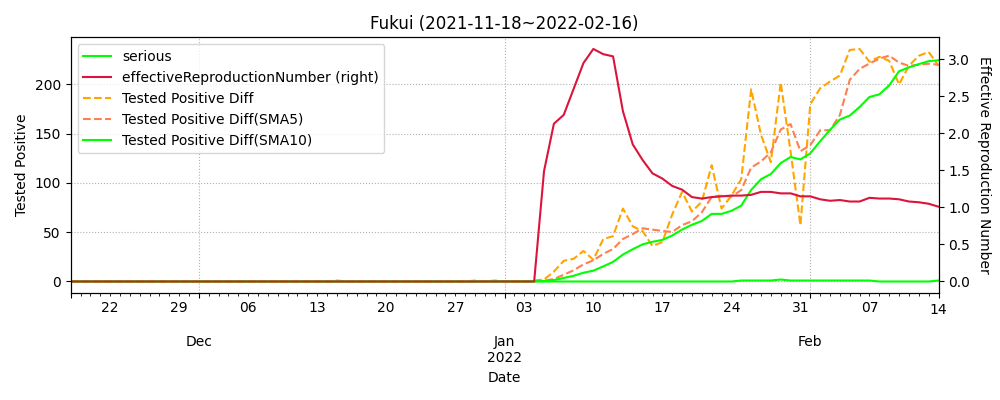 Fukui (2021-11-18~2022-02-16)
serious
effectiveReproductionNumber (right)
Tested Positive Diff
Tested Positive Diff(SMA5)
Tested Positive Diff(SMA10)
Tested Positive
200
150
100
50
0
3.0
2.5
2.0
1.5
1.0
0.5
0.0
Effective Reproduction Number
22 29 06 13 20 27 03 10 17 24 31 07 14
Dec Jan Feb
2022
Date